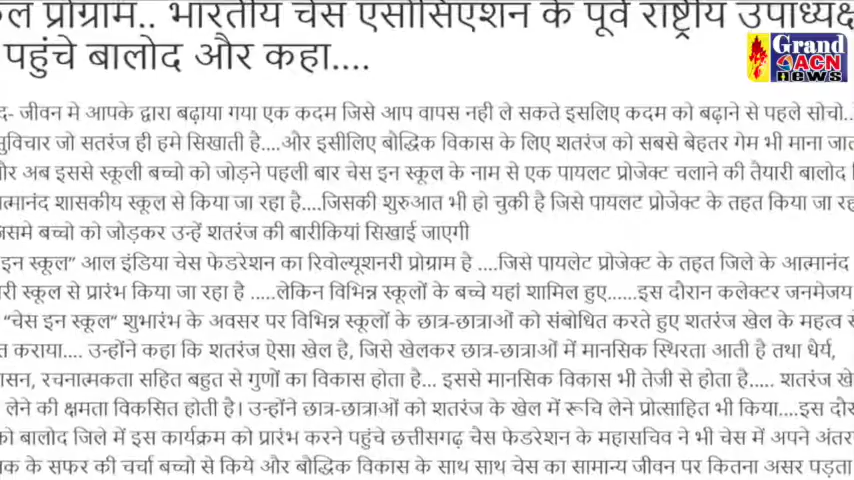 ल प्रोग्राम.. भारतीय चेस एसोसिएशन के पूर्व राष्ट्रीय उपाध्यक्ष
पहुंचे बालोद और कहा....
Grand
ACN
news
द- जीवन मे आपके द्वारा बढ़ाया गया एक कदम जिसे आप वापस नही ले सकते इसलिए कदम को बढ़ाने से पहले सोचो..
सुविचार जो सतरंज ही हमे सिखाती है....और इसीलिए बौद्धिक विकास के लिए शतरंज को सबसे बेहतर गेम भी माना जात
और अब इससे स्कूली बच्चो को जोड़ने पहली बार चेस इन स्कूल के नाम से एक पायलट प्रोजेक्ट चलाने की तैयारी बालोद
त्मानंद शासकीय स्कूल से किया जा रहा है....जिसकी शुरुआत भी हो चुकी है जिसे पायलट प्रोजेक्ट के तहत किया जा रह
जसमे बच्चो को जोड़कर उन्हें शतरंज की बारीकियां सिखाई जाएगी
इन स्कूल” आल इंडिया चेस फेडरेशन का रिवोल्यूशनरी प्रोग्राम है ....जिसे पायलेट प्रोजेक्ट के तहत जिले के आत्मानंद
री स्कूल से प्रारंभ किया जा रहा है .....लेकिन विभिन्न स्कूलों के बच्चे यहां शामिल हुए......इस दौरान कलेक्टर जनमेजय
“चेस इन स्कूल” शुभारंभ के अवसर पर विभिन्न स्कूलों के छात्र-छात्राओं को संबोधित करते हुए शतरंज खेल के महत्व से
त कराया.... उन्होंने कहा कि शतरंज ऐसा खेल है, जिसे खेलकर छात्र-छात्राओं में मानसिक स्थिरता आती है तथा धैर्य,
ासन, रचनात्मकता सहित बहुत से गुणों का विकास होता है... इससे मानसिक विकास भी तेजी से होता है..... शतरंज खे
लेने की क्षमता विकसित होती है। उन्होंने छात्र-छात्राओं को शतरंज के खेल में रूचि लेने प्रोत्साहित भी किया....इस दौर
को बालोद जिले में इस कार्यक्रम को प्रारंभ करने पहुंचे छत्तीसगढ़ चैस फेडरेशन के महासचिव ने भी चेस में अपने अंतर
क के सफर की चर्चा बच्चो से किये और बौद्धिक विकास के साथ साथ चेस का सामान्य जीवन पर कितना असर पड़ता